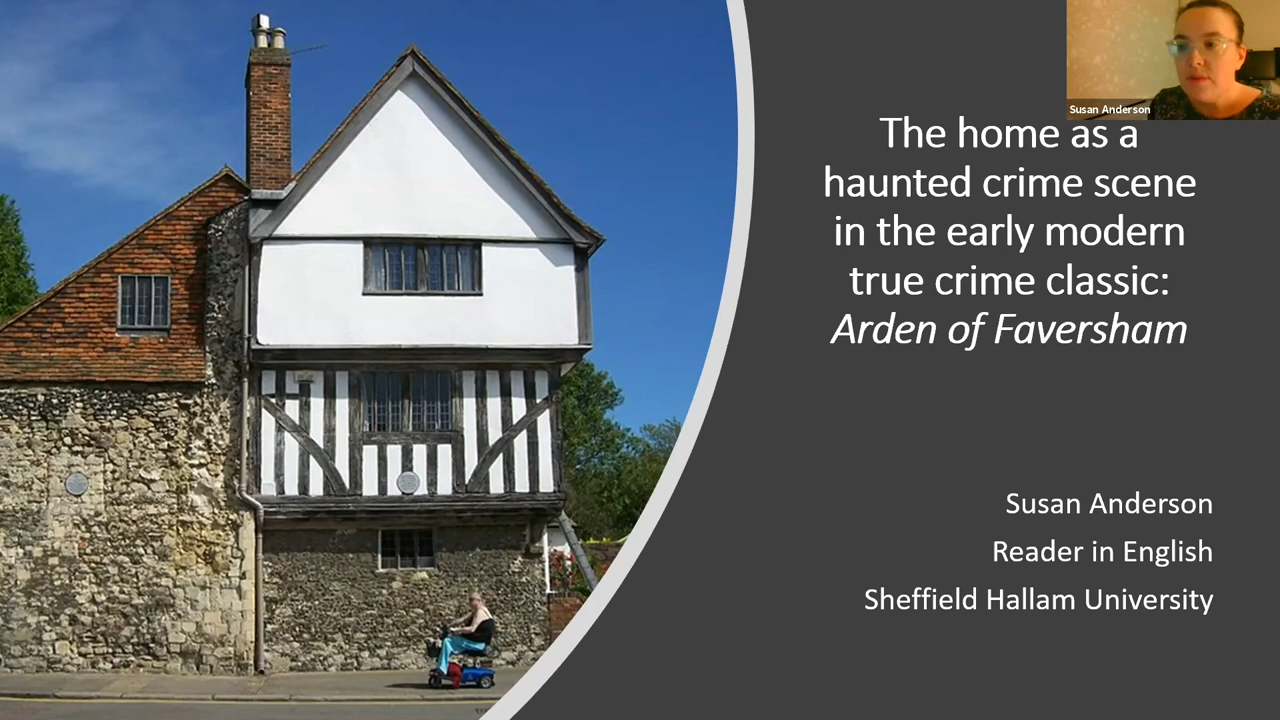 Susan Anderson
The home as a
haunted crime scene
in the early modern
true crime classic:
Arden of Faversham
Susan Anderson
Reader in English
Sheffield Hallam University